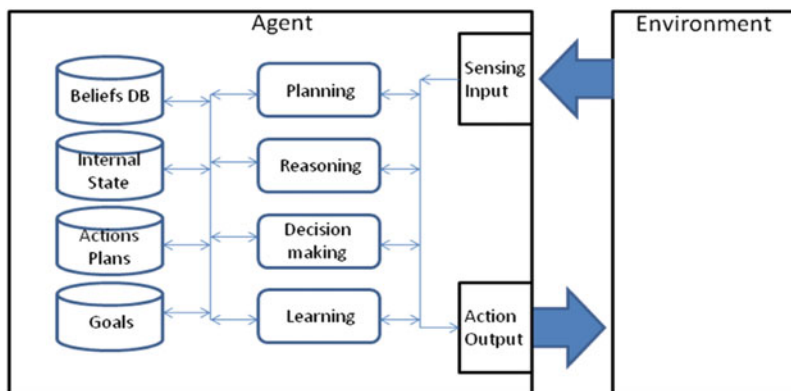 Agent
Environment
Beliefs DB
Internal
State
Actions
Plans
Goals
Planning
Reasoning
Decision
making
Learning
Sensing
Input
Action
Output